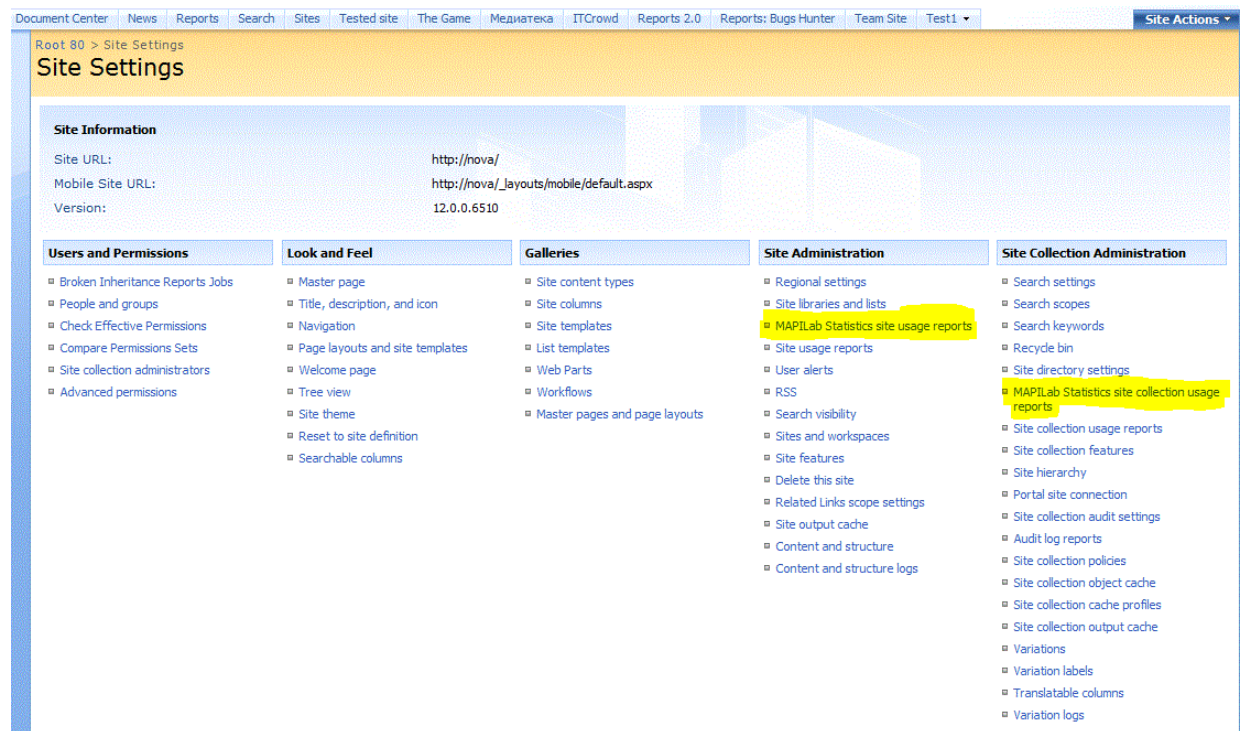 Document Center News Reports Search Sites Tested site The Game Медиатека ITCrowd Reports 2.0 Reports: Bugs Hunter Team Site Test1 Site Actions
Root 80 > Site Settings
Site Settings
Site Information
Site URL: http://nova/
Mobile Site URL: http://nova/_layouts/mobile/default.aspx
Version: 12.0.0.6510
Users and Permissions
Broken Inheritance Reports Jobs
People and groups
Check Effective Permissions
Compare Permissions Sets
Site collection administrators
Advanced permissions
Look and Feel
Master page
Title, description, and icon
Navigation
Page layouts and site templates
Welcome page
Tree view
Site theme
Reset to site definition
Searchable columns
Galleries
Site content types
Site columns
Site templates
List templates
Web Parts
Workflows
Master pages and page layouts
Site Administration
Regional settings
Site libraries and lists
MAPILab Statistics site usage reports
Site usage reports
User alerts
RSS
Search visibility
Sites and workspaces
Site features
Delete this site
Related Links scope settings
Site output cache
Content and structure
Content and structure logs
Site Collection Administration
Search settings
Search scopes
Search keywords
Recycle bin
Site directory settings
MAPILab Statistics site collection usage
reports
Site collection usage reports
Site collection features
Site hierarchy
Portal site connection
Site collection audit settings
Audit log reports
Site collection policies
Site collection object cache
Site collection cache profiles
Site collection output cache
Variations
Variation labels
Translatable columns
Variation logs